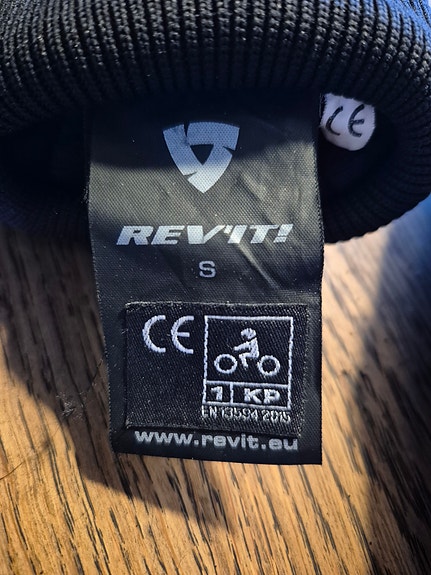 CE
REV'IT!
S
CE
1 KP
EN 13594 2015
www.revit.eu